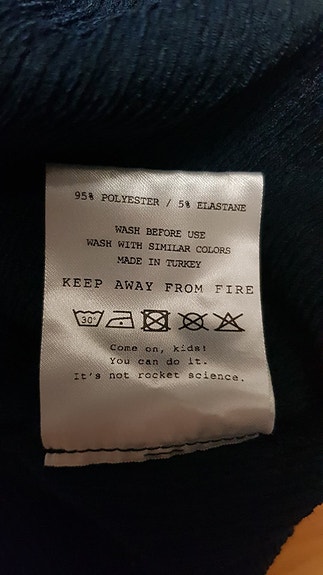 95% POLYESTER / 5% ELASTANE
WASH BEFORE USE
WASH WITH SIMILAR COLORS
MADE IN TURKEY
KEEP AWAY FROM FIRE
30°
Come on, kids!
You can do it.
It's not rocket science.